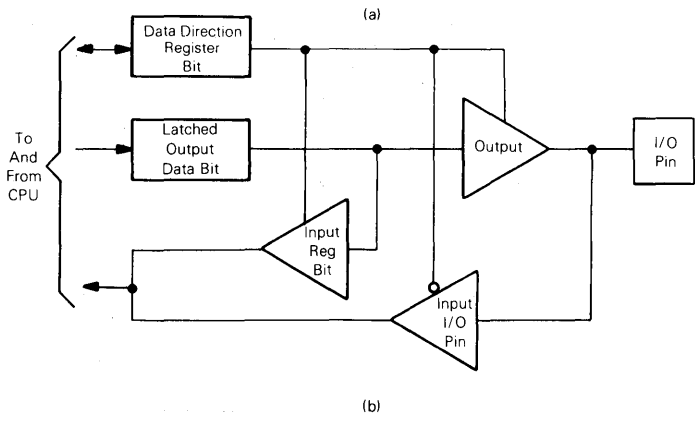 (a)
Data Direction
Register
Bit
To
And
From
CPU
Latched
Output
Data Bit
Output
I/O
Pin
Input
Reg
Bit
Input
I/O
Pin
(b)